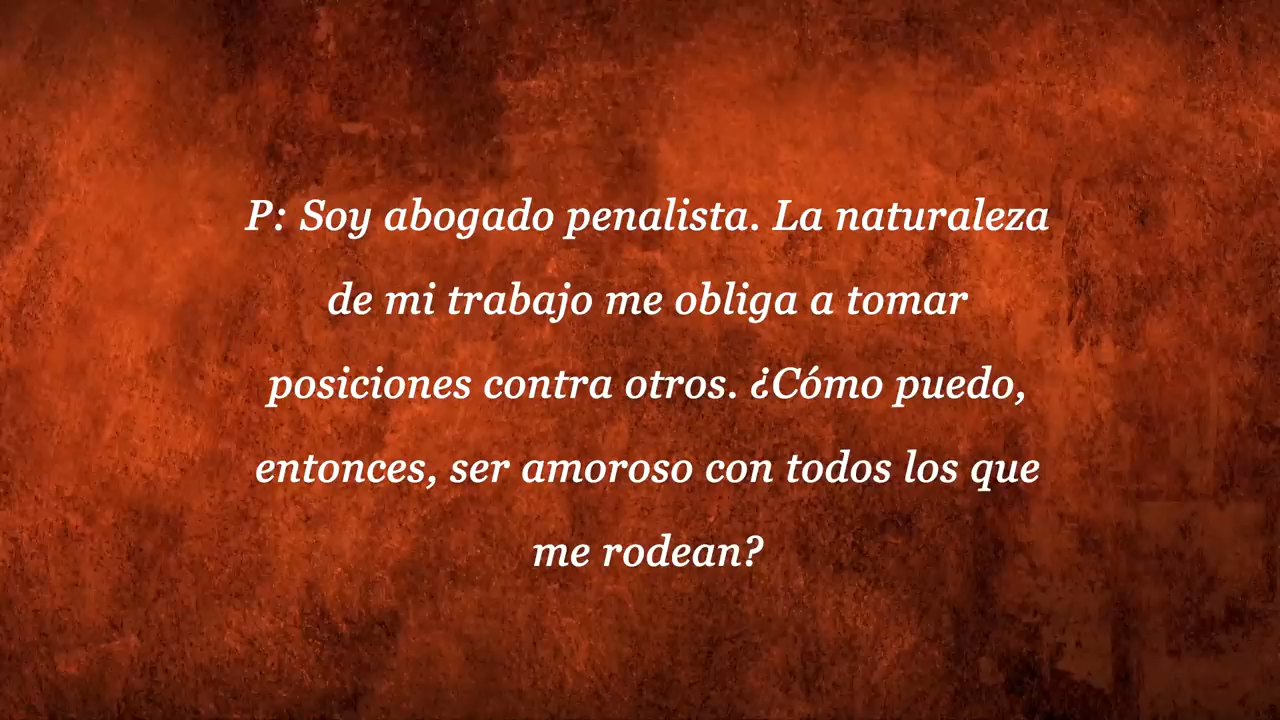 P: Soy abogado penalista. La naturaleza
de mi trabajo me obliga a tomar
posiciones contra otros. ¿Cómo puedo,
entonces, ser amoroso con todos los que
me rodean?